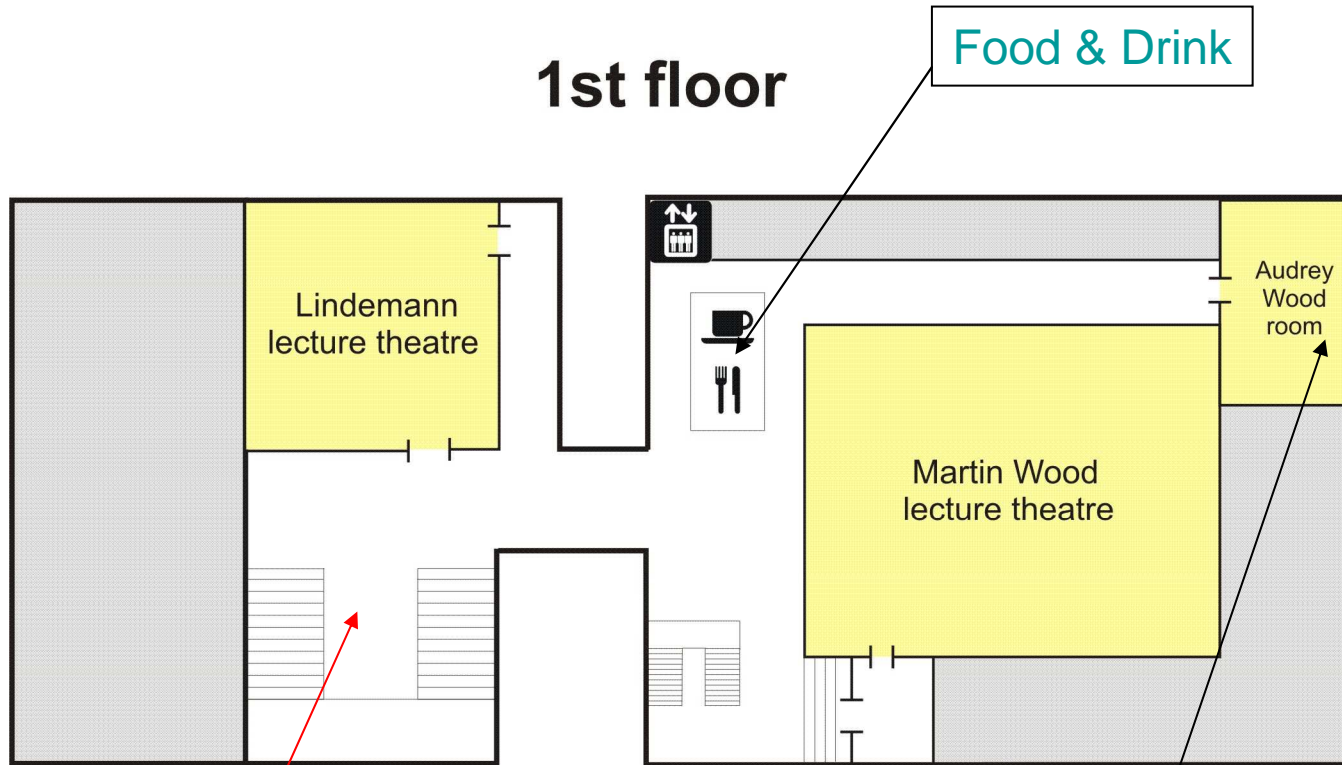 Food & Drink
1st floor
Lindemann
lecture theatre
Audrey
Wood
room
Martin Wood
lecture theatre